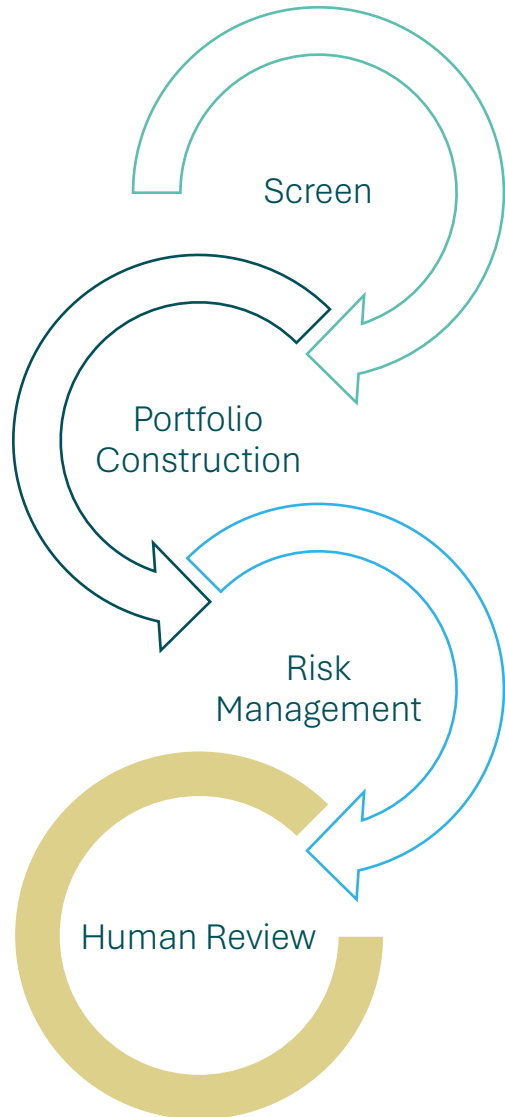 Screen
Portfolio
Construction
Risk
Management
Human Review